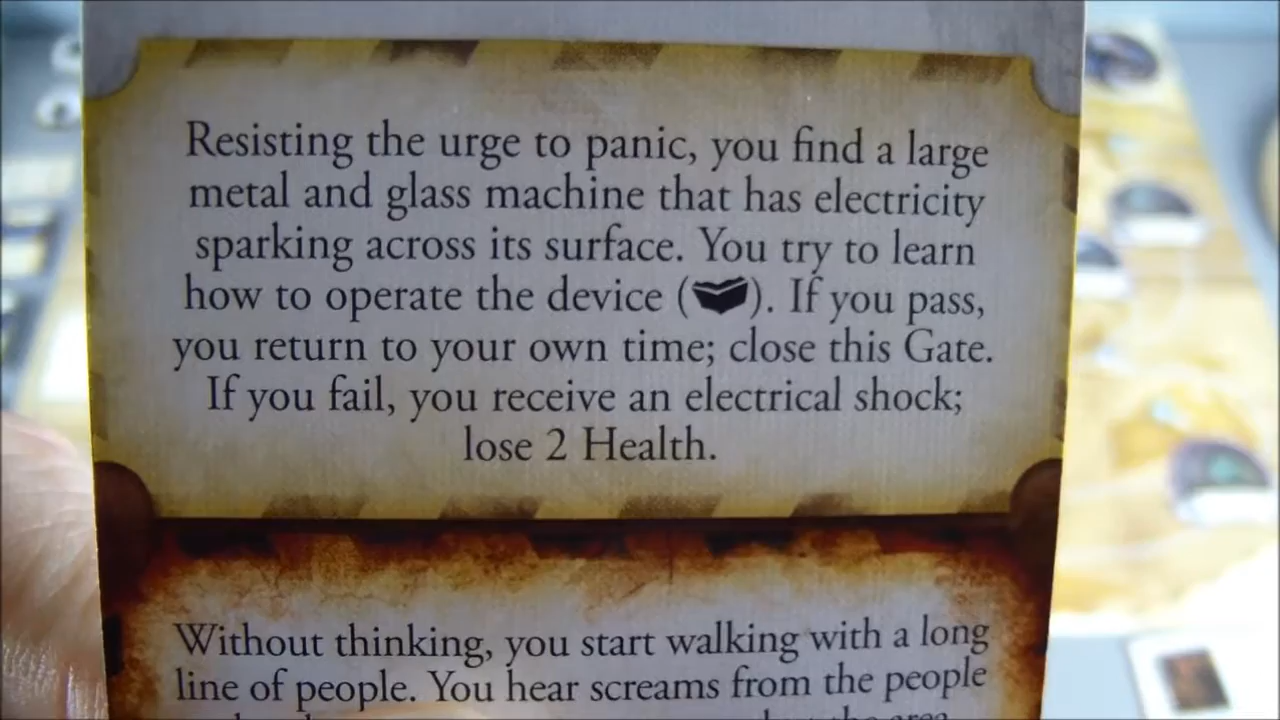 Resisting the urge to panic, you find a large
metal and glass machine that has electricity
sparking across its surface. You try to learn
how to operate the device ( ). If you pass,
you return to your own time; close this Gate.
If you fail, you receive an electrical shock;
lose 2 Health.
Without thinking, you start walking with a long
line of people. You hear screams from the people
the area